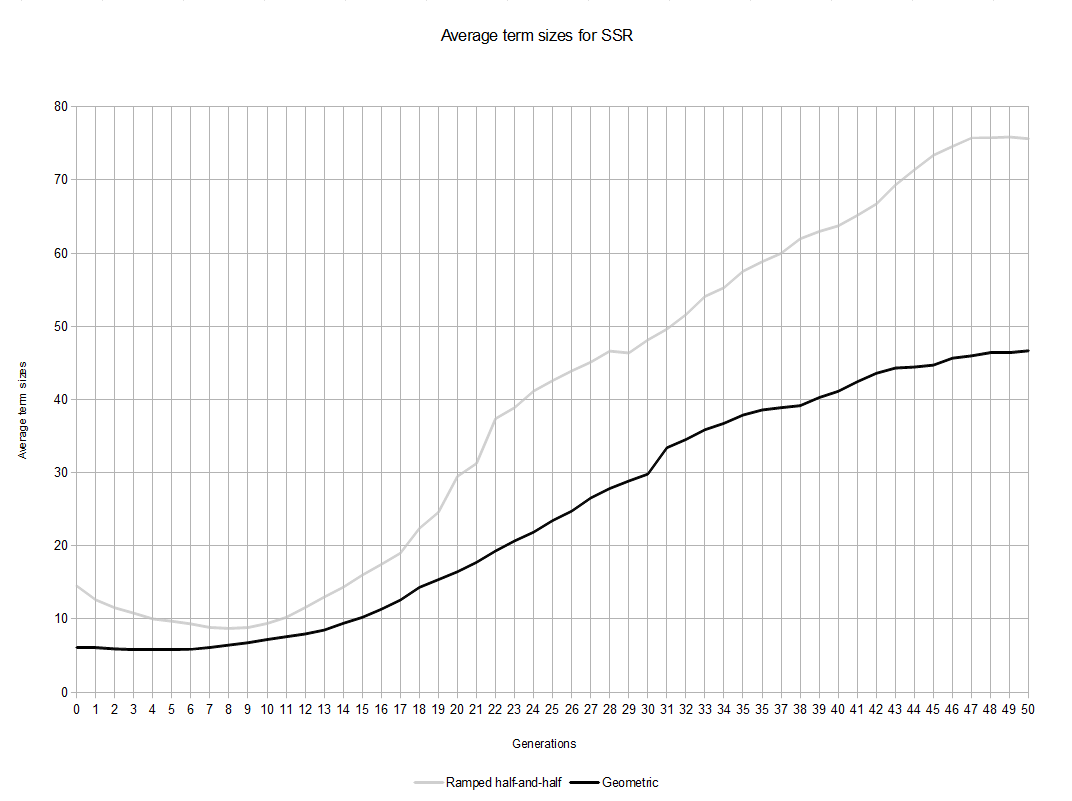 Average term sizes for SSR
80
70
60
50
40
30
20
10
0
Average term sizes
0 1 2 3 4 5 6 7 8 9 10 11 12 13 14 15 16 17 18 19 20 21 22 23 24 25 26 27 28 29 30 31 32 33 34 35 35 37 38 39 40 41 42 43 44 45 46 47 48 49 50
Generations
Ramped half-and-half Geometric